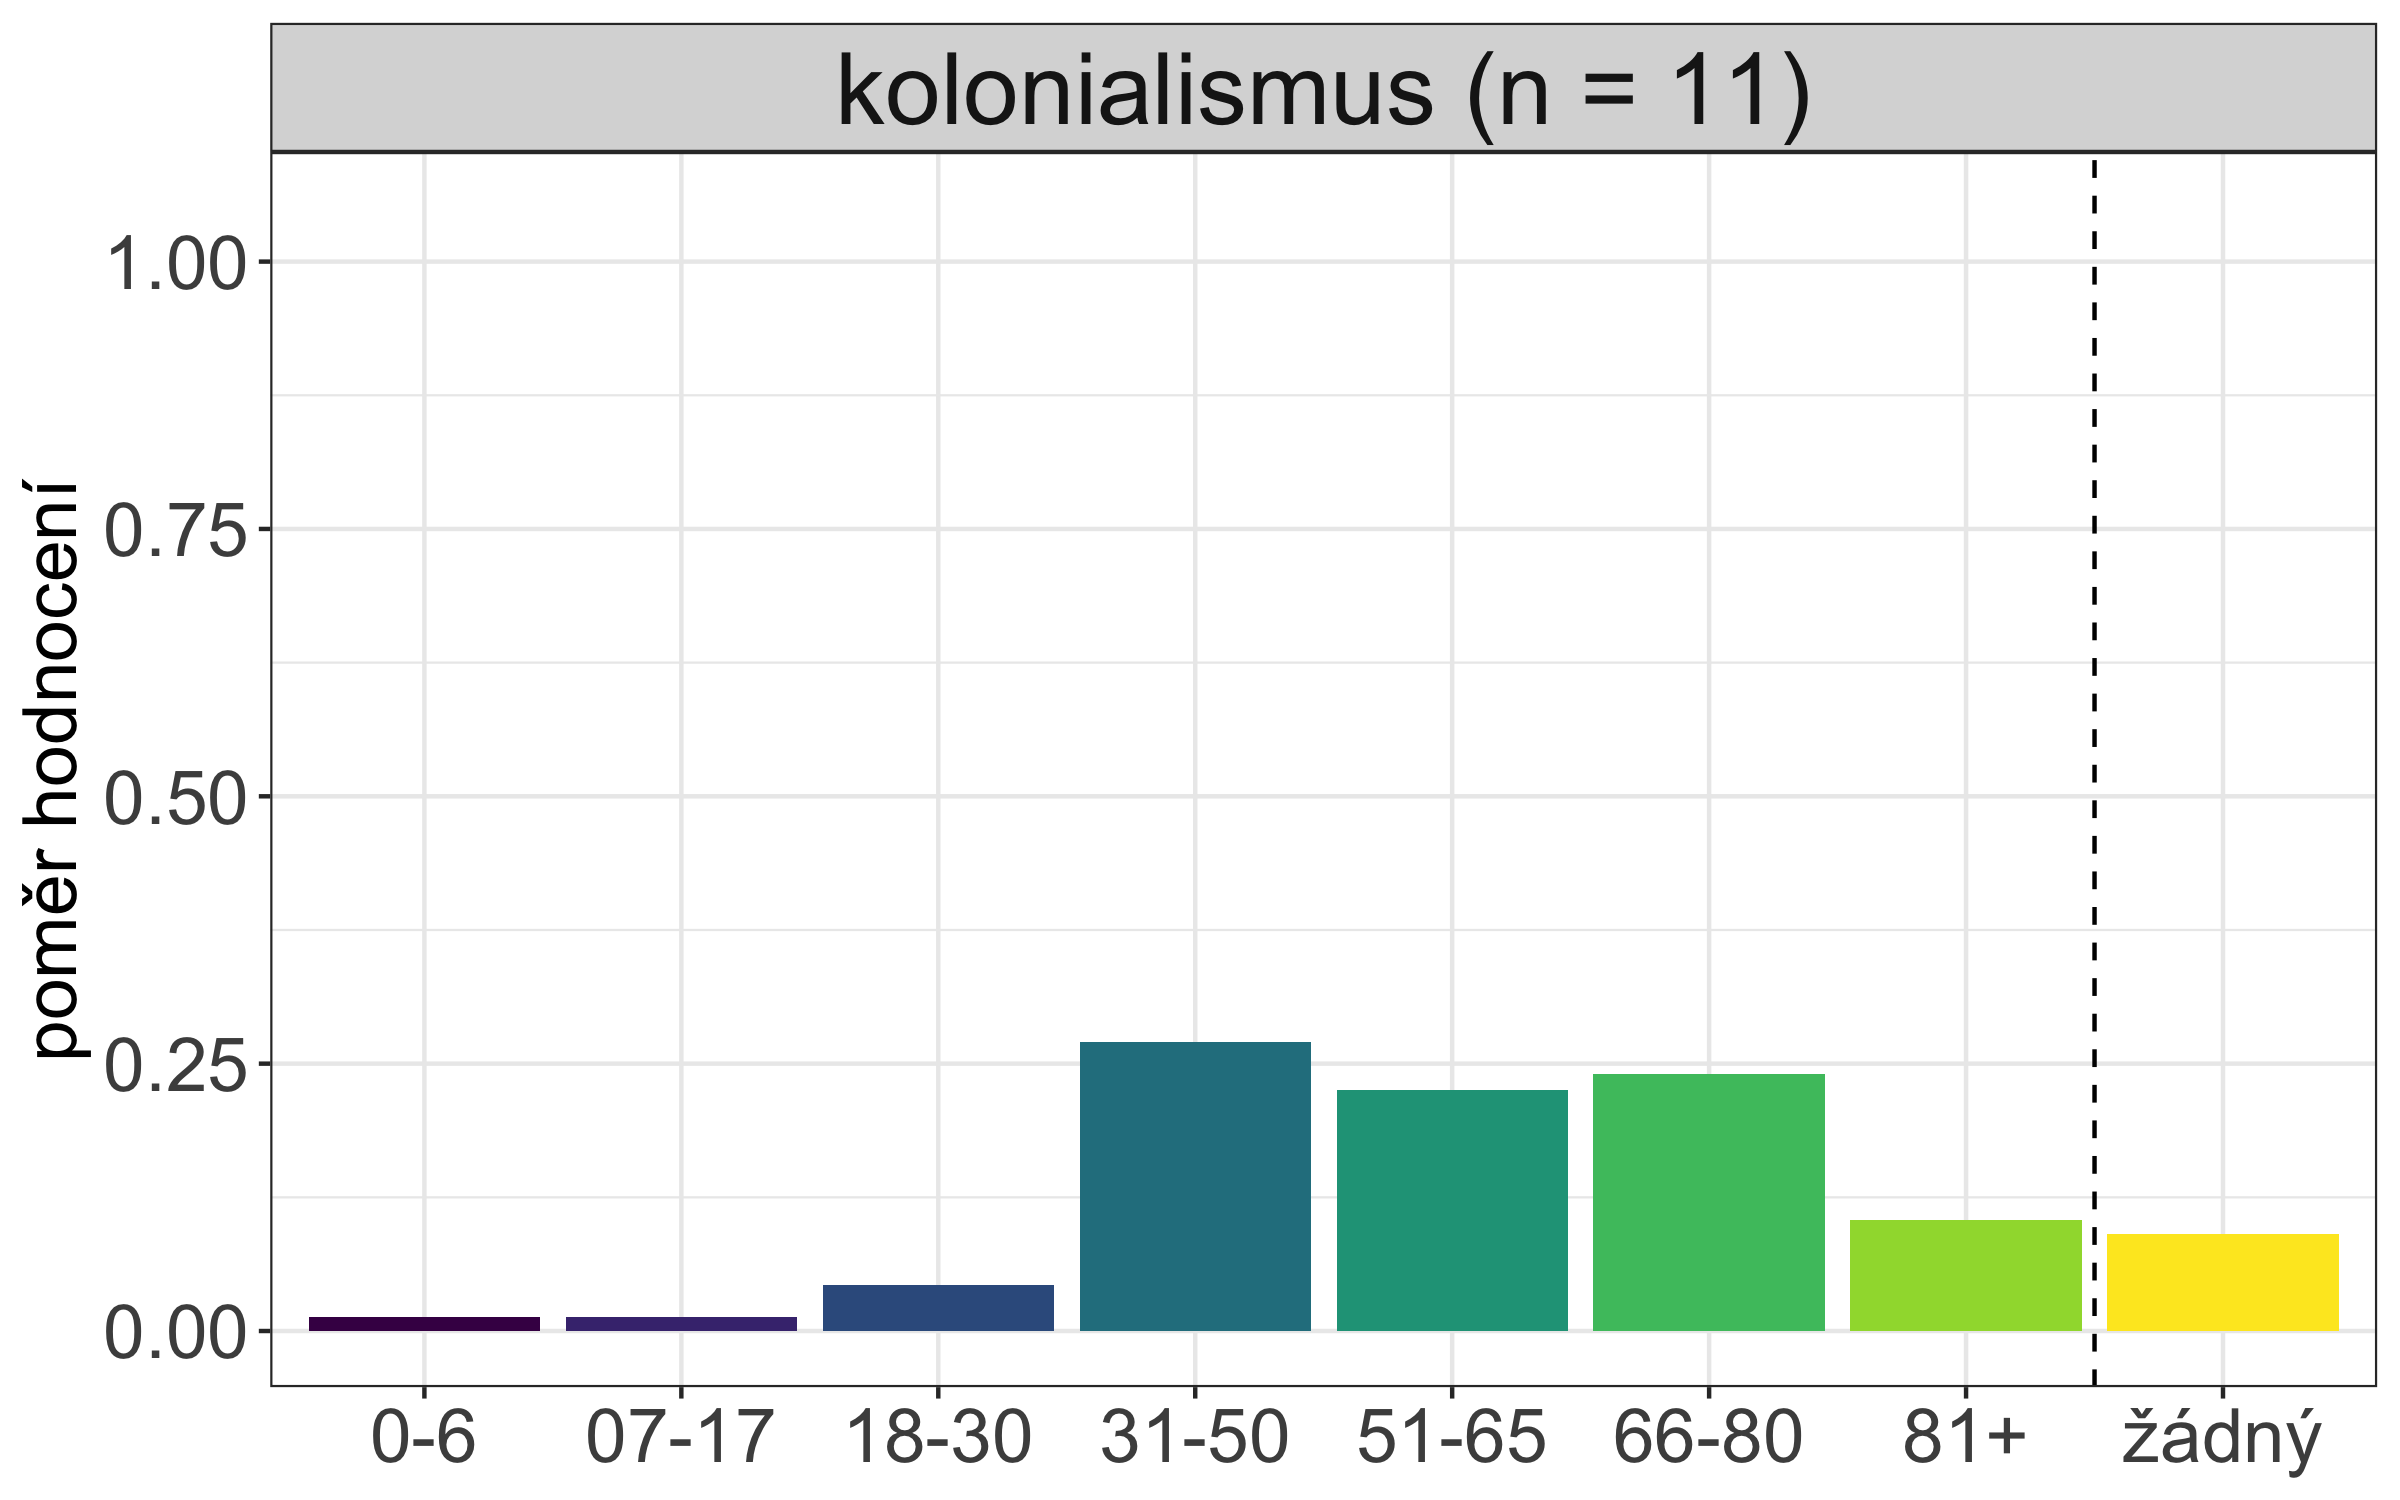 kolonialismus (n = 11)
poměr hodnocení
1.00
0.75
0.50
0.25
0.00
0-6 07-17 18-30 31-50 51-65 66-80 81+ žádný